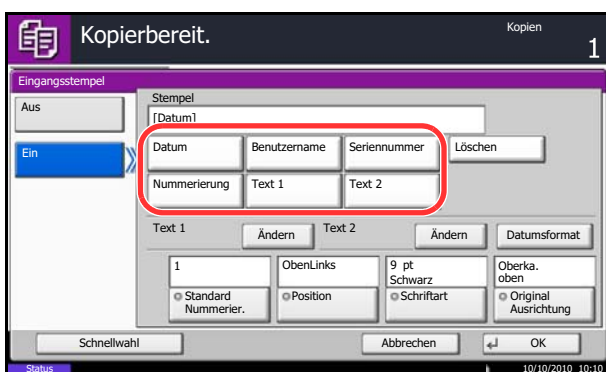 Kopierbereit.
Kopien
1
Eingangsstempel
Aus
Ein
Stempel
[Datum]
Datum Benutzername Seriennummer Löschen
Nummerierung Text 1 Text 2
Text 1 Ändern Text 2 Ändern Datumsformat
1 ObenLinks 9 pt Oberka.
Schwarz oben
Standard Position Schriftart Original
Nummerier. Ausrichtung
Schnellwahl Abbrechen OK
Status 10/10/2010 10:10